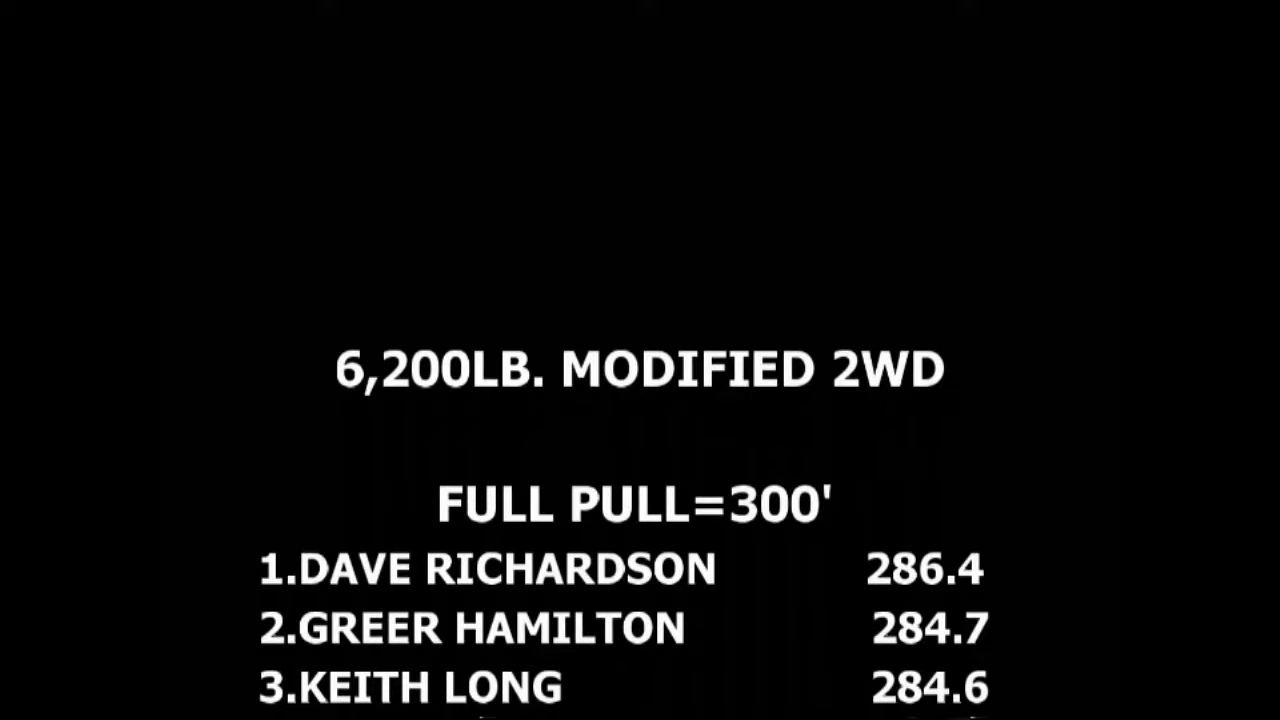 6,200LB. MODIFIED 2WD
FULL PULL=300'
1.DAVE RICHARDSON 286.4
2.GREER HAMILTON 284.7
3.KEITH LONG 284.6